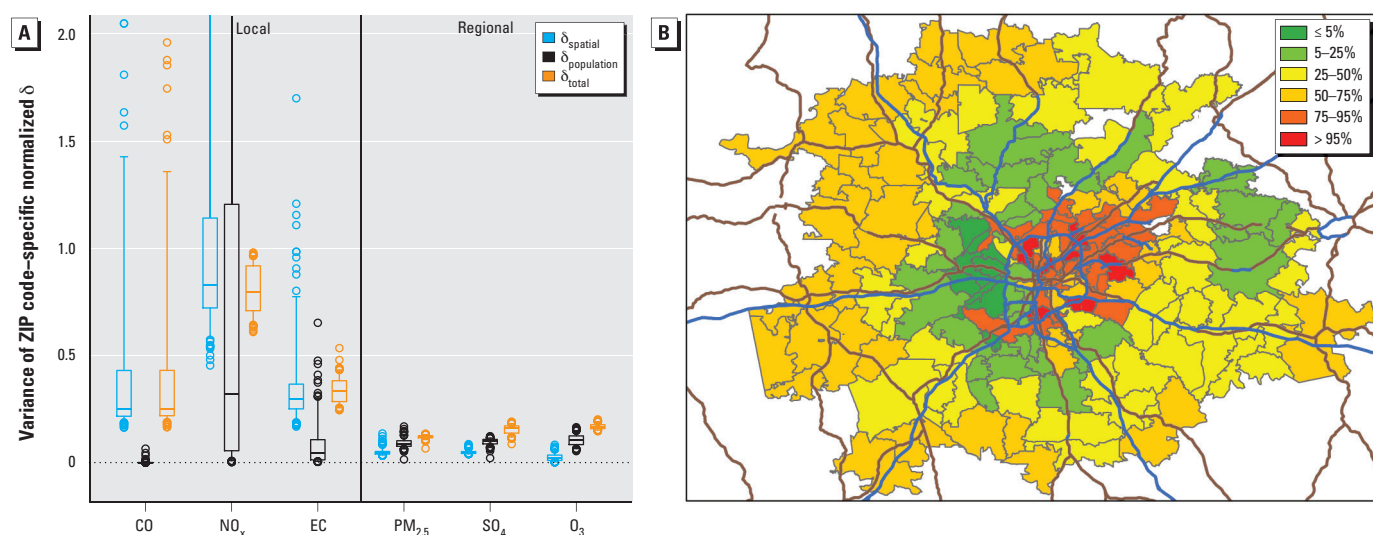 A
Local
Regional
δspatial
δpopulation
δtotal
Variance of ZIP code–specific normalized δ
2.0
1.5
1.0
0.5
0
CO
NOx
EC
PM2.5
SO4
O3
B
≤ 5%
5–25%
25–50%
50–75%
75–95%
> 95%